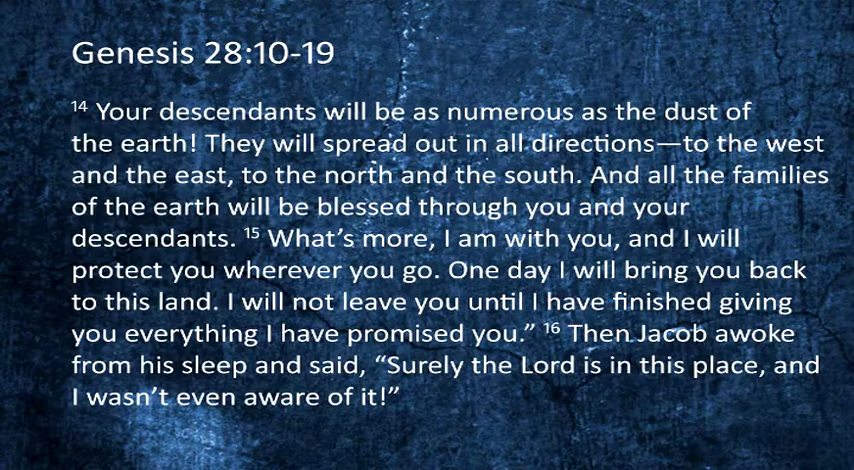 Genesis 28:10-19
14 Your descendants will be as numerous as the dust of
the earth! They will spread out in all directions—to the west
and the east, to the north and the south. And all the families
of the earth will be blessed through you and your
descendants. 15 What’s more, I am with you, and I will
protect you wherever you go. One day I will bring you back
to this land. I will not leave you until I have finished giving
you everything I have promised you.” 16 Then Jacob awoke
from his sleep and said, “Surely the Lord is in this place, and
I wasn’t even aware of it!”